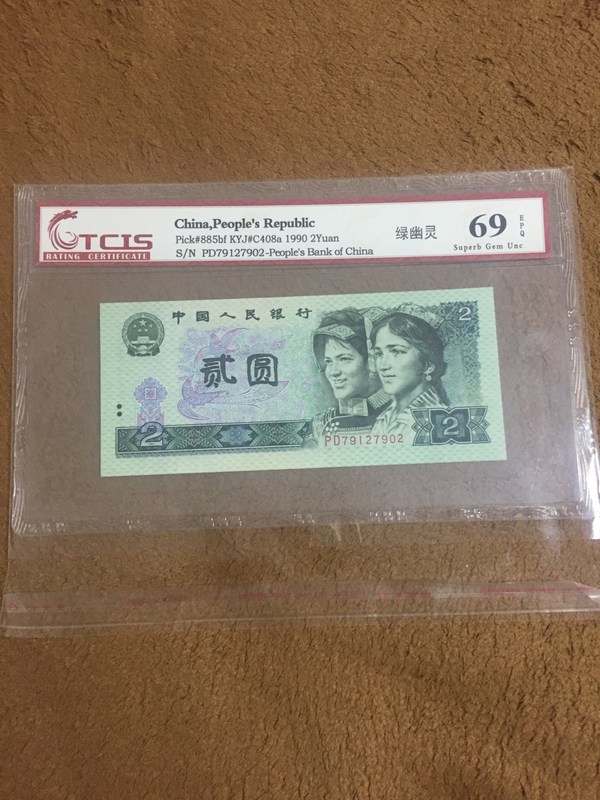 TCIS
RATING CERTIFICATE
China,People's Republic
Pick#885bf KYJ#C408a 1990 2Yuan
S/N PD79127902-People's Bank of China
绿幽灵
69
EPQ
Superb Gem Unc
中国人民银行
2
贰圆
2
PD79127902
2